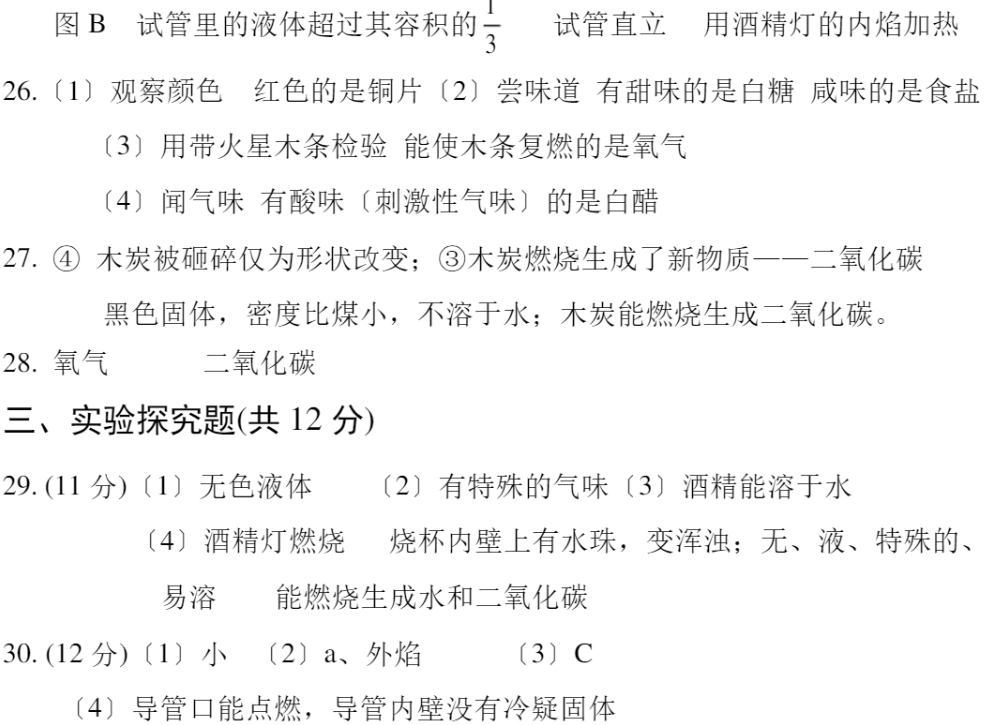 图 B 试管里的液体超过其容积的 1/3 试管直立 用酒精灯的内焰加热
26.〔1〕观察颜色 红色的是铜片〔2〕尝味道 有甜味的是白糖 咸味的是食盐
〔3〕用带火星木条检验 能使木条复燃的是氧气
〔4〕闻气味 有酸味〔刺激性气味〕的是白醋
27. ④ 木炭被砸碎仅为形状改变；③木炭燃烧生成了新物质——二氧化碳
黑色固体，密度比煤小，不溶于水；木炭能燃烧生成二氧化碳。
28. 氧气 二氧化碳
三、实验探究题(共 12 分)
29. (11 分)〔1〕无色液体 〔2〕有特殊的气味〔3〕酒精能溶于水
〔4〕酒精灯燃烧 烧杯内壁上有水珠，变浑浊；无、液、特殊的、
易溶 能燃烧生成水和二氧化碳
30. (12 分)〔1〕小 〔2〕a、外焰 〔3〕C
〔4〕导管口能点燃，导管内壁没有冷疑固体